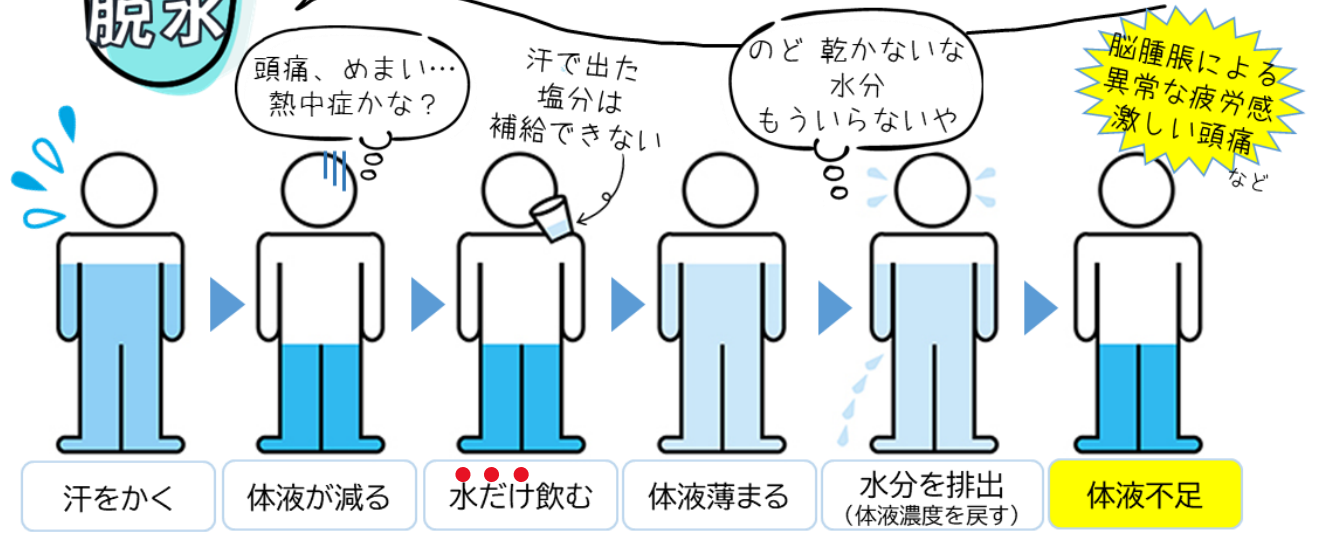 脱水
頭痛、めまい…
熱中症かな？
汗で出た
塩分は
補給できない
のど 乾かないな
水分
もういらないや
脳腫脹による
異常な疲労感
激しい頭痛
など
汗をかく
体液が減る
水だけ飲む
体液薄まる
水分を排出
（体液濃度を戻す）
体液不足